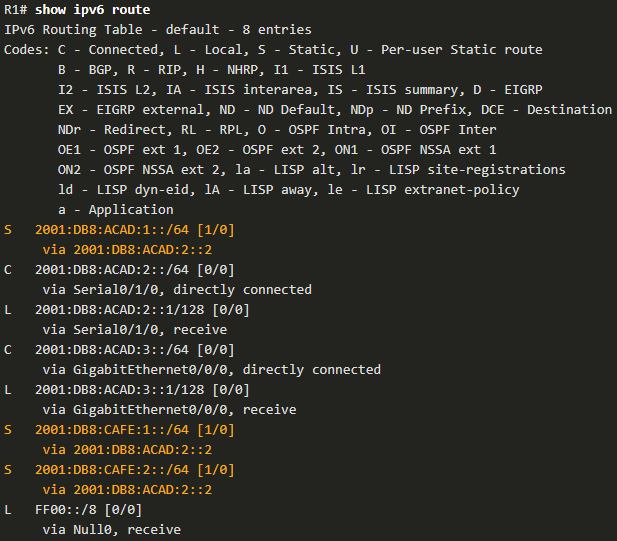 R1# show ipv6 route
IPv6 Routing Table - default - 8 entries
Codes: C - Connected, L - Local, S - Static, U - Per-user Static route
       B - BGP, R - RIP, H - NHRP, I1 - ISIS L1
       I2 - ISIS L2, IA - ISIS interarea, IS - ISIS summary, D - EIGRP
       EX - EIGRP external, ND - ND Default, NDp - ND Prefix, DCE - Destination
       NDr - Redirect, RL - RPL, O - OSPF Intra, OI - OSPF Inter
       OE1 - OSPF ext 1, OE2 - OSPF ext 2, ON1 - OSPF NSSA ext 1
       ON2 - OSPF NSSA ext 2, la - LISP alt, lr - LISP site-registrations
       ld - LISP dyn-eid, lA - LISP away, le - LISP extranet-policy
       a - Application
S   2001:DB8:ACAD:1::/64 [1/0]
     via 2001:DB8:ACAD:2::2
C   2001:DB8:ACAD:2::/64 [0/0]
     via Serial0/1/0, directly connected
L   2001:DB8:ACAD:2::1/128 [0/0]
     via Serial0/1/0, receive
C   2001:DB8:ACAD:3::/64 [0/0]
     via GigabitEthernet0/0/0, directly connected
L   2001:DB8:ACAD:3::1/128 [0/0]
     via GigabitEthernet0/0/0, receive
S   2001:DB8:CAFE:1::/64 [1/0]
     via 2001:DB8:ACAD:2::2
S   2001:DB8:CAFE:2::/64 [1/0]
     via 2001:DB8:ACAD:2::2
L   FF00::/8 [0/0]
     via Null0, receive